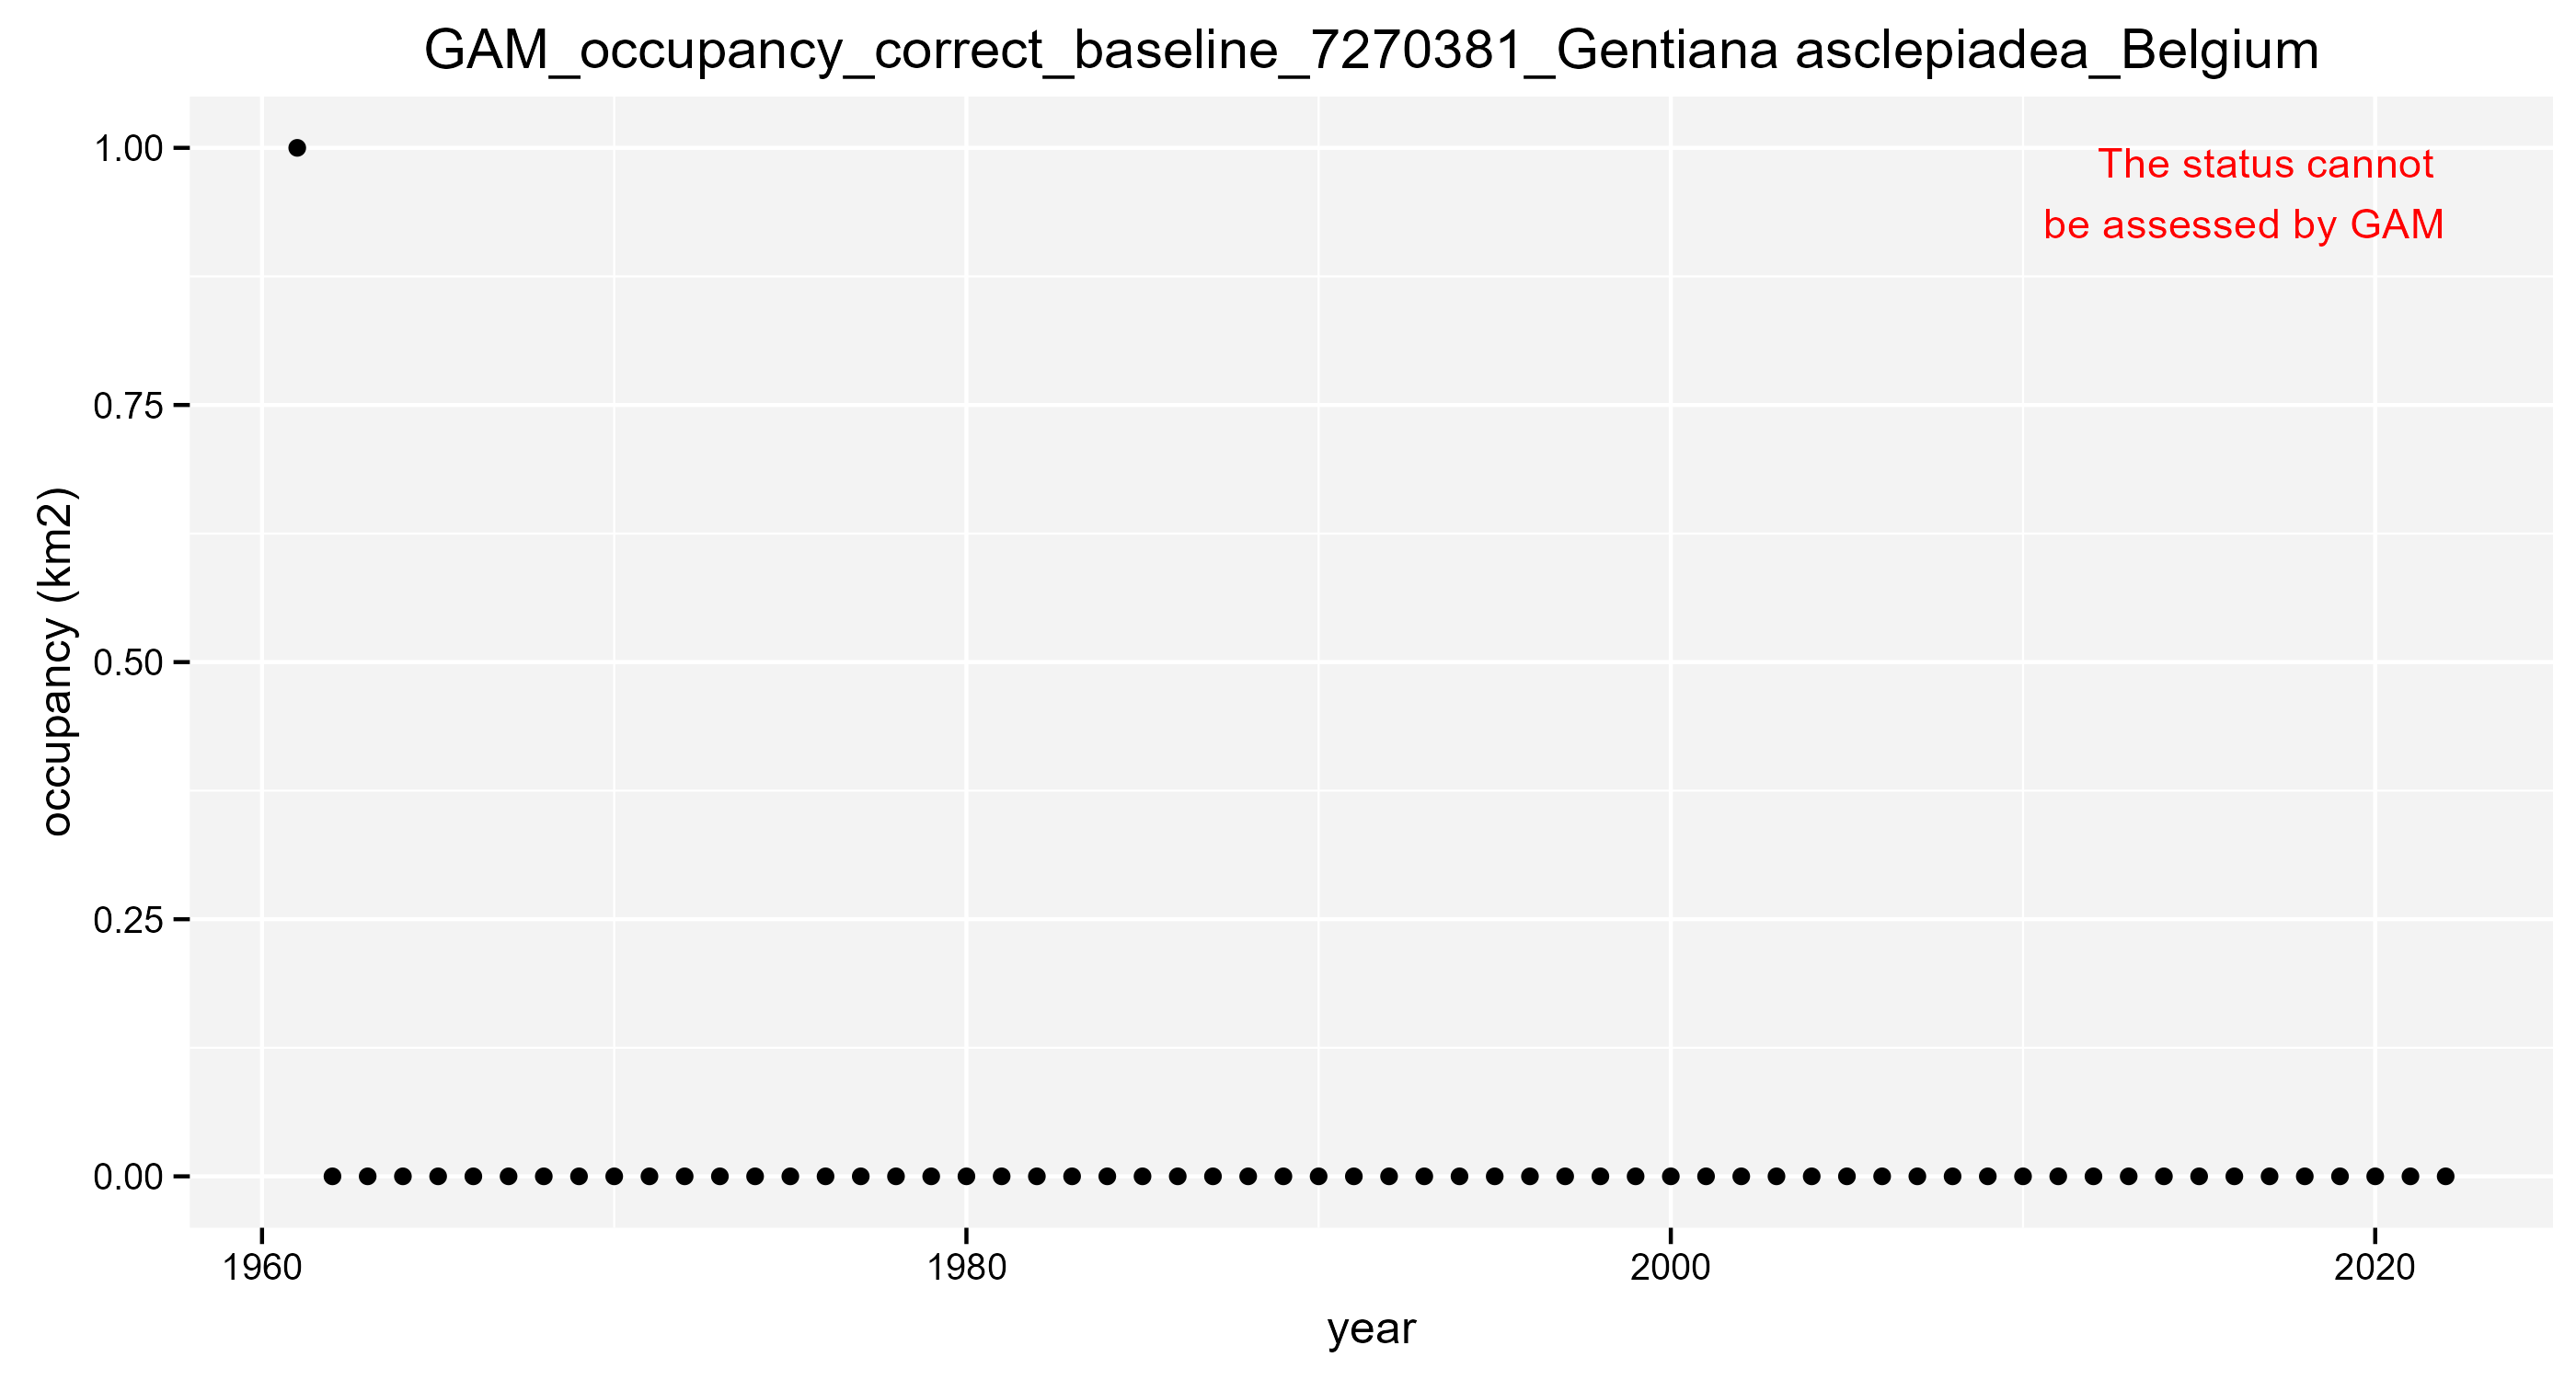 GAM_occupancy_correct_baseline_7270381_Gentiana asclepiadea_Belgium
The status cannot
be assessed by GAM
occupancy (km2)
1.00
0.75
0.50
0.25
0.00
1960 1980 2000 2020
year